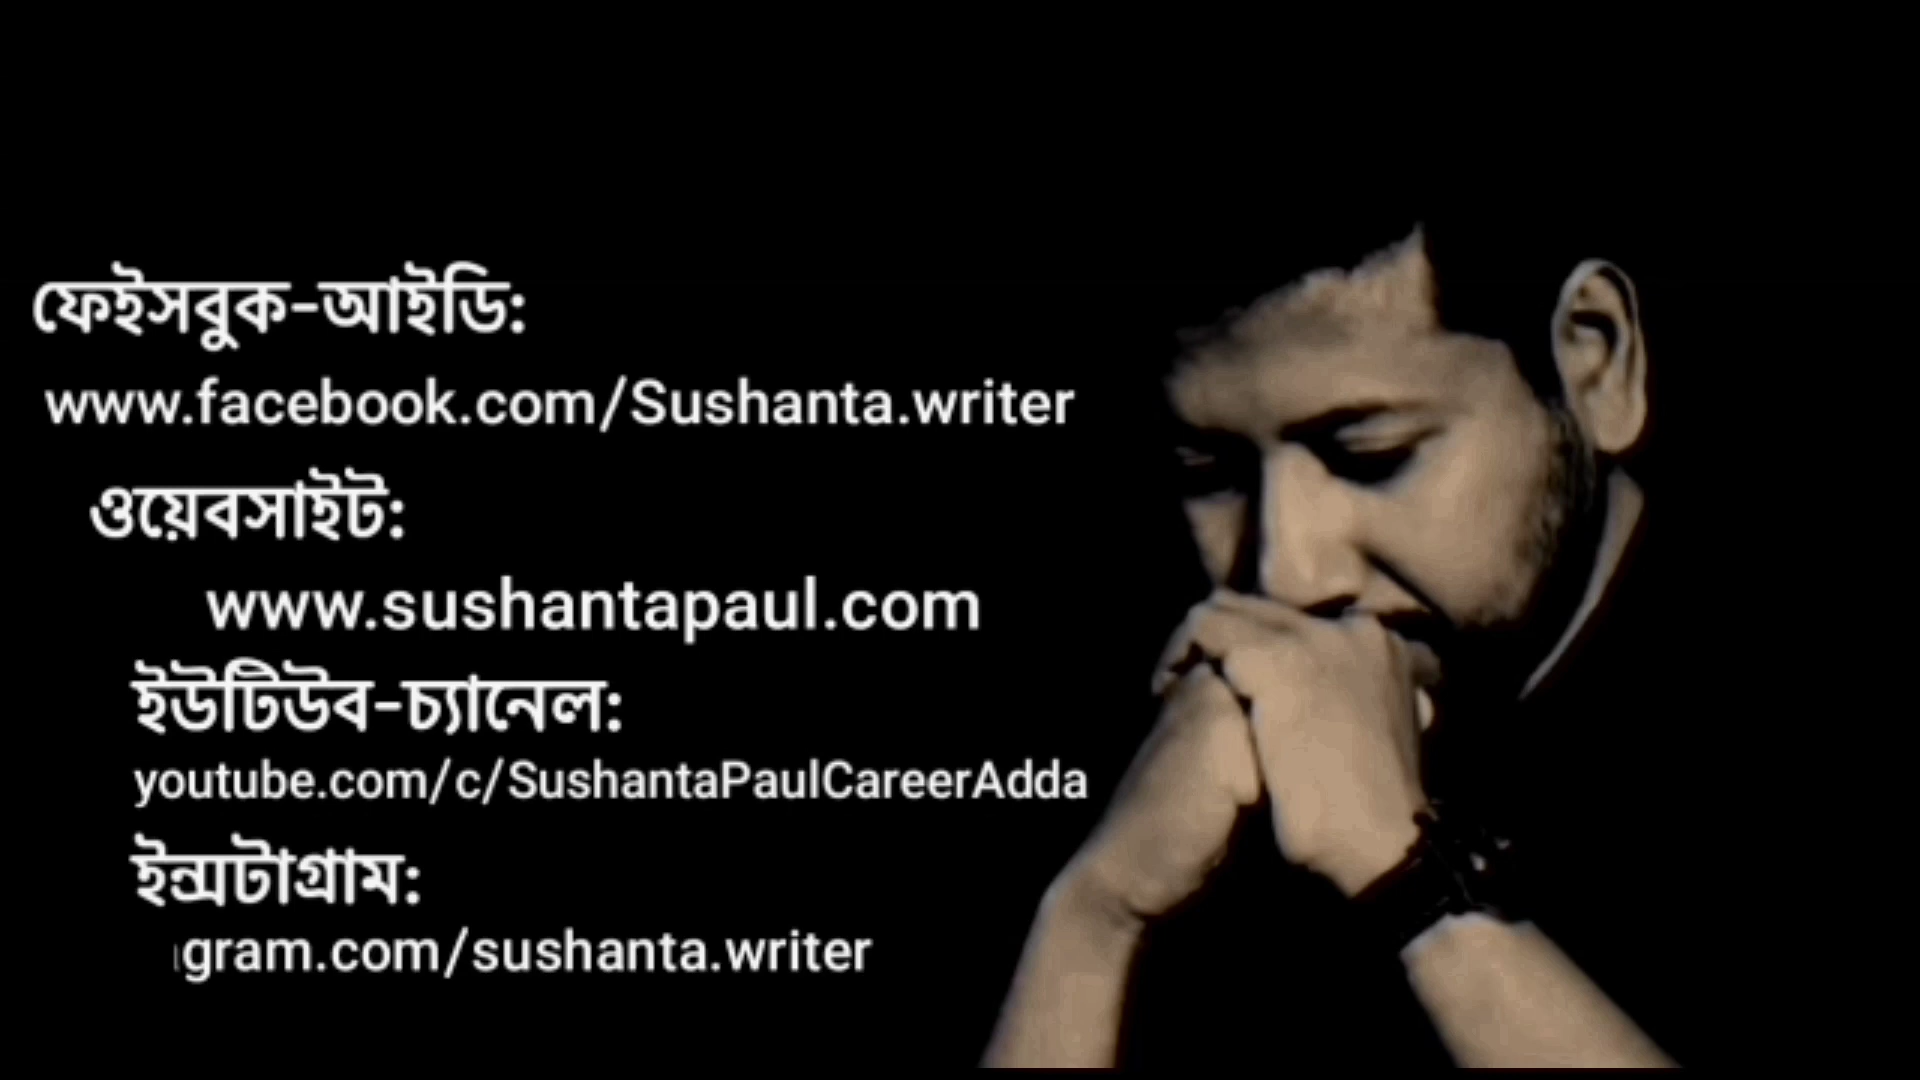 ফেইসবুক-আইডি:
www.facebook.com/Sushanta.writer
ওয়েবসাইট:
www.sushantapaul.com
ইউটিউব-চ্যানেল:
youtube.com/c/SushantaPaulCareerAdda
ইন্সটাগ্রাম:
gram.com/sushanta.writer